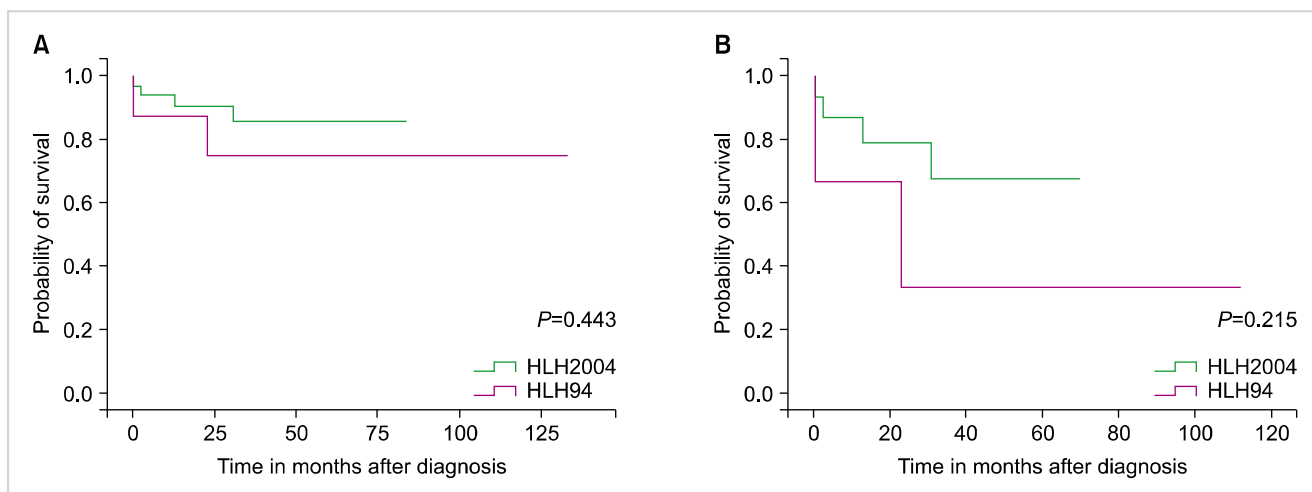 A
Probability of survival
1.0
0.8
0.6
0.4
0.2
0.0
P=0.443
HLH2004
HLH94
0 25 50 75 100 125
Time in months after diagnosis
B
Probability of survival
1.0
0.8
0.6
0.4
0.2
0.0
P=0.215
HLH2004
HLH94
0 20 40 60 80 100 120
Time in months after diagnosis